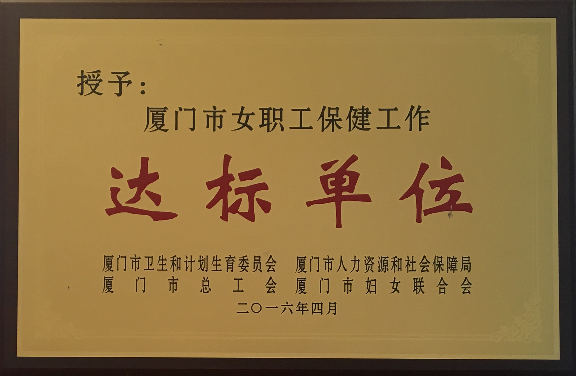 授予：
厦门市女职工保健工作
达标单位
厦门市卫生和计划生育委员会 厦门市人力资源和社会保障局
厦门市总工会 厦门市妇女联合会
二〇一六年四月